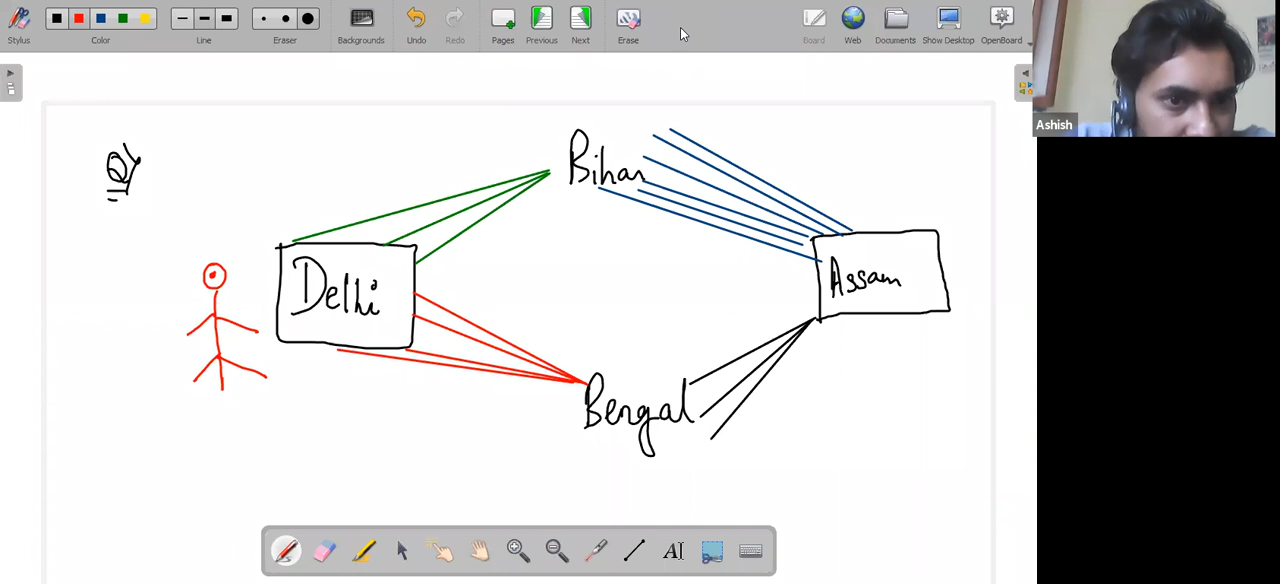 Stylus
Color
Line
Eraser
Backgrounds
Undo
Redo
Pages
Previous
Next
Erase
Board
Web
Documents
Show Desktop
OpenBoard
Ashish
Q
Bihar
Delhi
Assam
Bengal
AI